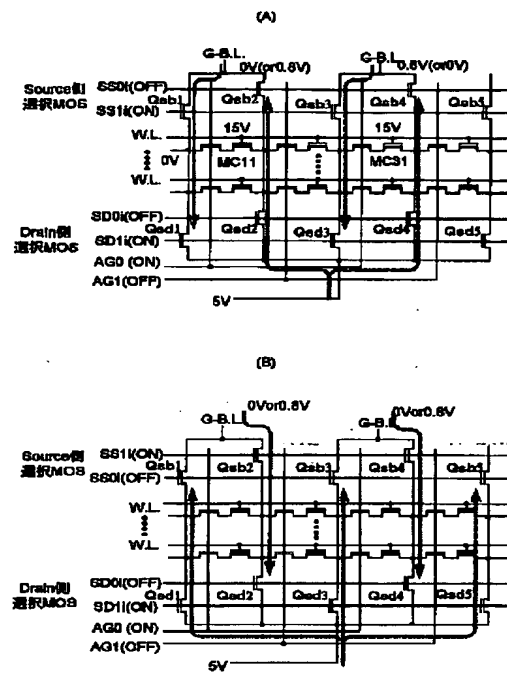 (A)
G-B.L. 0V(or0.8V) G-B.L. 0.8V(or0V)
Source側 選択MOS
SS0i(OFF)
Qsb1 Qsb2 Qsb3 Qsb4 Qsb5
SS1i(ON)
W.L. 15V 15V
0V MC11 MC31
W.L.
Drain側 選択MOS
SD0i(OFF)
Qsd1 Qsd2 Qsd3 Qsd4 Qsd5
SD1i(ON)
AG0 (ON)
AG1(OFF)
5V
(B)
0Vor0.8V 0Vor0.8V
G-B.L. G-B.L.
Source側 選択MOS
SS1i(ON)
Qsb1 Qsb2 Qsb3 Qsb4 Qsb5
SS0i(OFF)
W.L.
W.L.
Drain側 選択MOS
SD0i(OFF)
Qsd1 Qsd2 Qsd3 Qsd4 Qsd5
SD1i(ON)
AG0 (ON)
AG1(OFF)
5V